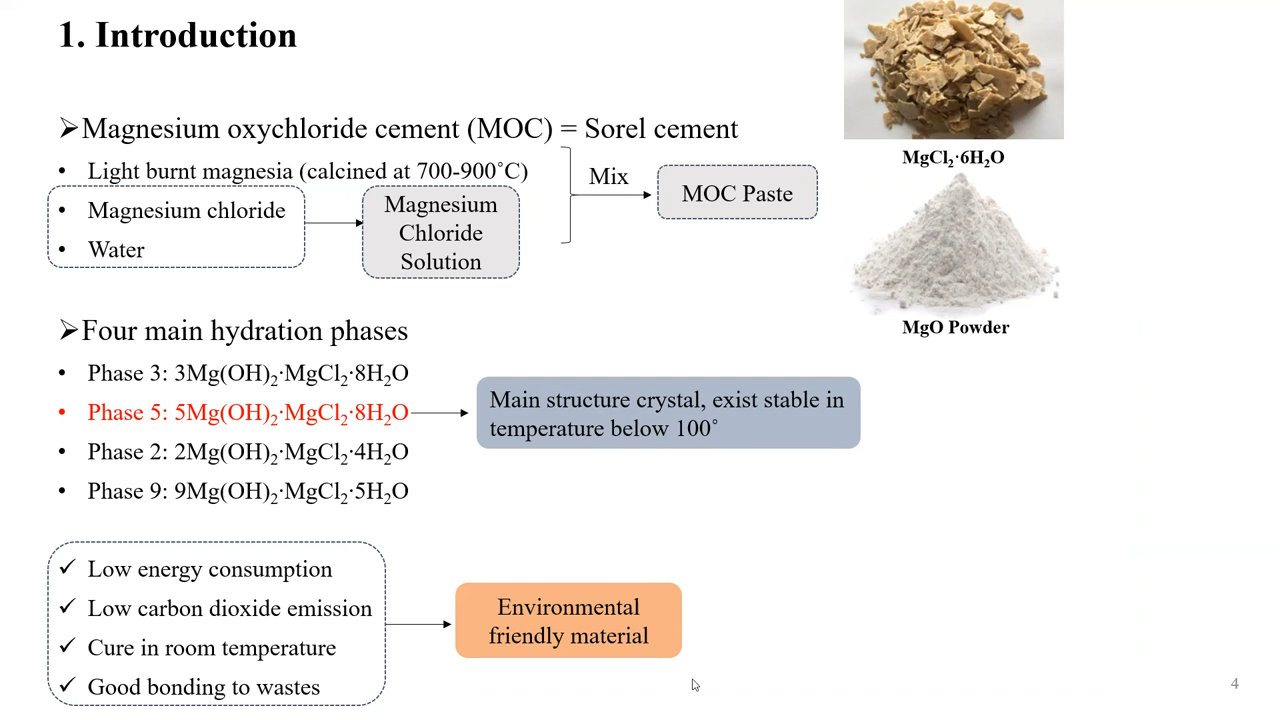 1. Introduction
➢Magnesium oxychloride cement (MOC) = Sorel cement
• Light burnt magnesia (calcined at 700-900˚C)
• Magnesium chloride
• Water
Magnesium
Chloride
Solution
Mix
MOC Paste
MgCl₂·6H₂O
MgO Powder
➢Four main hydration phases
• Phase 3: 3Mg(OH)₂·MgCl₂·8H₂O
• Phase 5: 5Mg(OH)₂·MgCl₂·8H₂O
• Phase 2: 2Mg(OH)₂·MgCl₂·4H₂O
• Phase 9: 9Mg(OH)₂·MgCl₂·5H₂O
Main structure crystal, exist stable in
temperature below 100˚
✓ Low energy consumption
✓ Low carbon dioxide emission
✓ Cure in room temperature
✓ Good bonding to wastes
Environmental
friendly material
4